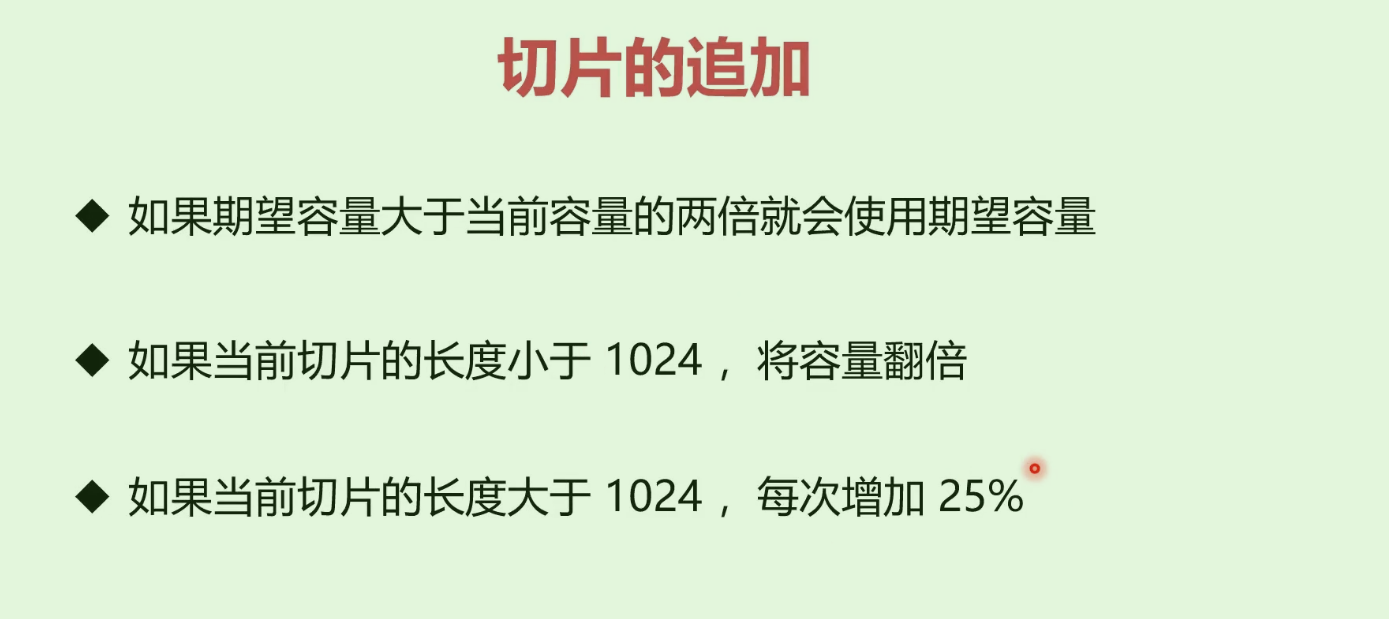 切片的追加
◆ 如果期望容量大于当前容量的两倍就会使用期望容量
◆ 如果当前切片的长度小于 1024 ，将容量翻倍
◆ 如果当前切片的长度大于 1024 ，每次增加 25%